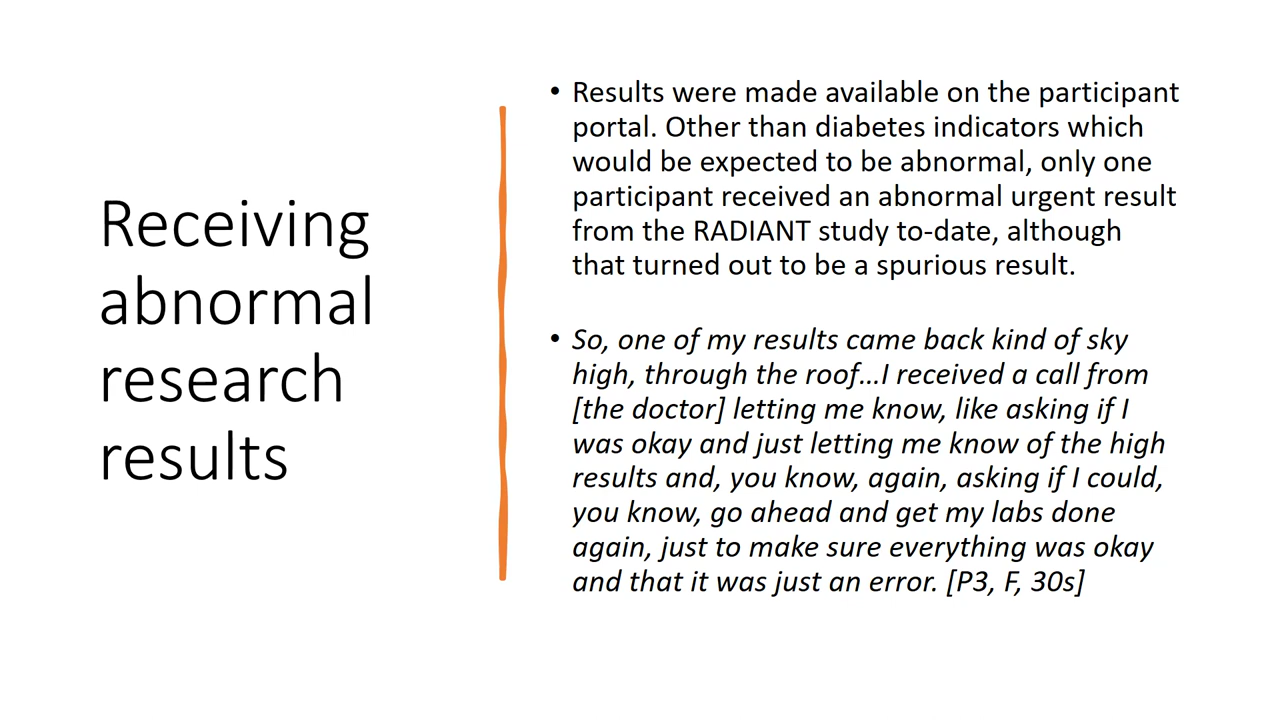 Receiving
abnormal
research
results
• Results were made available on the participant
portal. Other than diabetes indicators which
would be expected to be abnormal, only one
participant received an abnormal urgent result
from the RADIANT study to-date, although
that turned out to be a spurious result.
• So, one of my results came back kind of sky
high, through the roof…I received a call from
[the doctor] letting me know, like asking if I
was okay and just letting me know of the high
results and, you know, again, asking if I could,
you know, go ahead and get my labs done
again, just to make sure everything was okay
and that it was just an error. [P3, F, 30s]